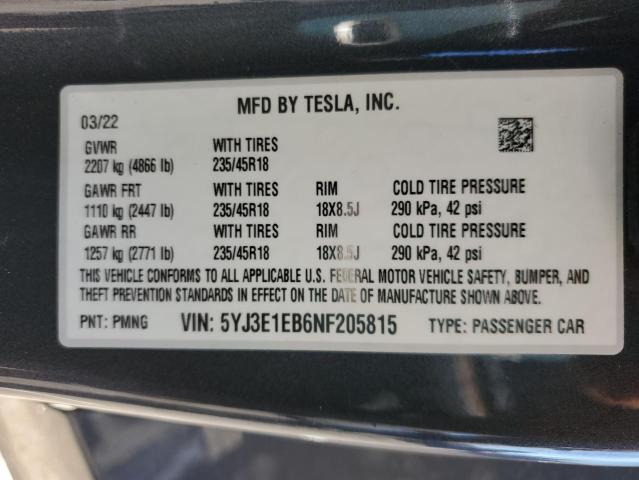 MFD BY TESLA, INC.
03/22
GVWR WITH TIRES
2207 kg (4866 lb) 235/45R18
GAWR FRT WITH TIRES RIM COLD TIRE PRESSURE
1110 kg (2447 lb) 235/45R18 18X8.5J 290 kPa, 42 psi
GAWR RR WITH TIRES RIM COLD TIRE PRESSURE
1257 kg (2771 lb) 235/45R18 18X8.5J 290 kPa, 42 psi
THIS VEHICLE CONFORMS TO ALL APPLICABLE U.S. FEDERAL MOTOR VEHICLE SAFETY, BUMPER, AND
THEFT PREVENTION STANDARDS IN EFFECT ON THE DATE OF MANUFACTURE SHOWN ABOVE.
PNT: PMNG VIN: 5YJ3E1EB6NF205815 TYPE: PASSENGER CAR